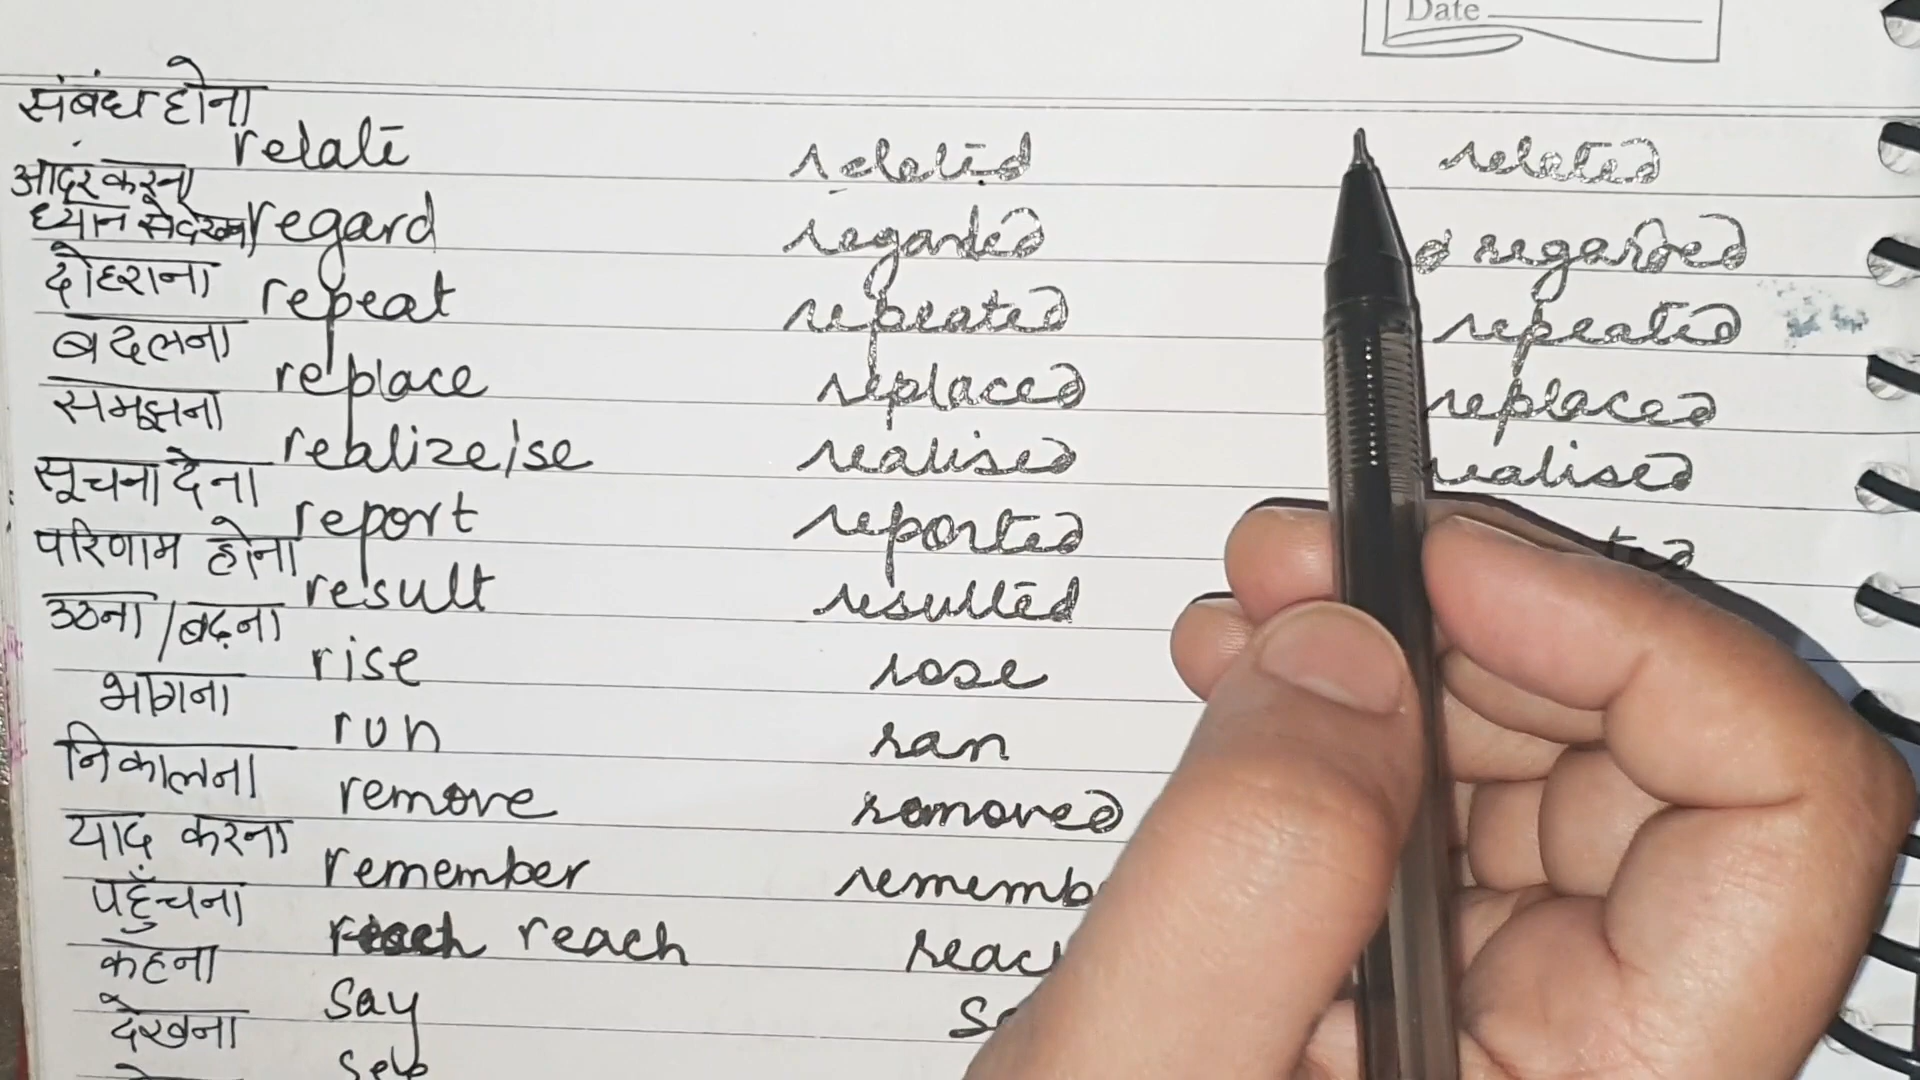 Date
संबंध होना relate related related
आदर करना
ध्यान से देखना regard regarded regarded
दोहराना repeat repeated repeated
बदलना replace replaced replaced
समझना realize/ise realised realised
सूचना देना report reported
परिणाम होना result resulted
उठना/बढ़ना rise rose
भागना run ran
निकालना remove removed
याद करना remember rememb
पहुँचना reach reac
कहना say
देखना